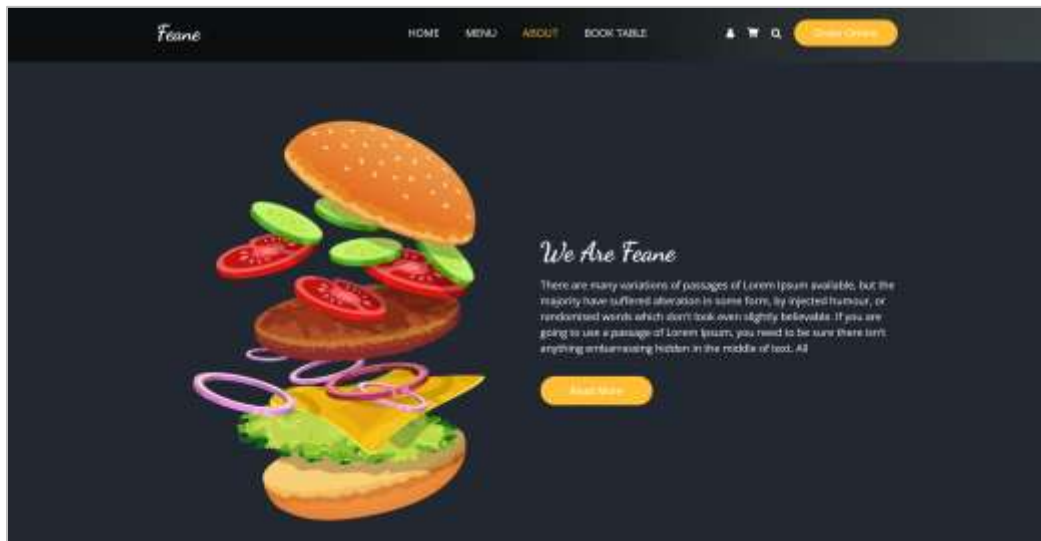 Feane
HOME MENU ABOUT BOOK TABLE Order Online
We Are Feane
There are many variations of passages of Lorem Ipsum available, but the
majority have suffered alteration in some form, by injected humour, or
randomised words which don't look even slightly believable. If you are
going to use a passage of Lorem Ipsum, you need to be sure there isn't
anything embarrassing hidden in the middle of text. All
Read More